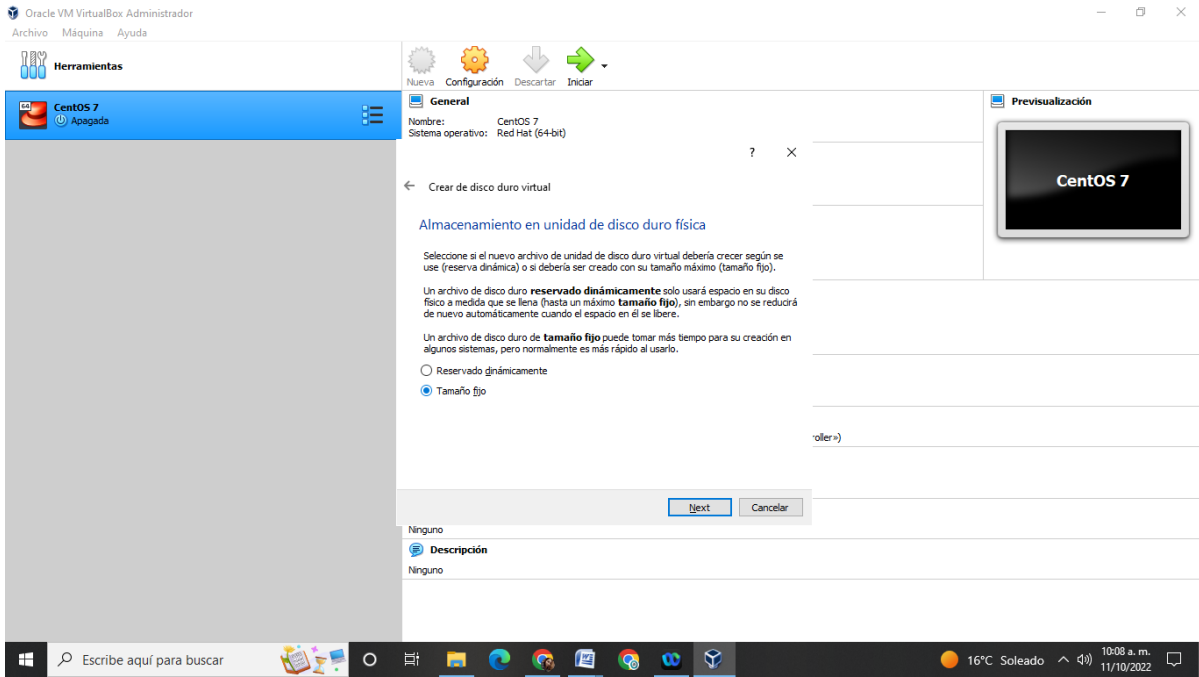 Oracle VM VirtualBox Administrador
Archivo Máquina Ayuda
Herramientas
Nueva Configuración Descartar Iniciar
64
CentOS 7
Apagada
General
Nombre: CentOS 7
Sistema operativo: Red Hat (64-bit)
Previsualización
CentOS 7
?
Crear de disco duro virtual
Almacenamiento en unidad de disco duro física
Seleccione si el nuevo archivo de unidad de disco duro virtual debería crecer según se
use (reserva dinámica) o si debería ser creado con su tamaño máximo (tamaño fijo).
Un archivo de disco duro reservado dinámicamente solo usará espacio en su disco
físico a medida que se llena (hasta un máximo tamaño fijo), sin embargo no se reducirá
de nuevo automáticamente cuando el espacio en él se libere.
Un archivo de disco duro de tamaño fijo puede tomar más tiempo para su creación en
algunos sistemas, pero normalmente es más rápido al usarlo.
Reservado dinámicamente
Tamaño fijo
roller»)
Next Cancelar
Ninguno
Descripción
Ninguno
Escribe aquí para buscar
16°C Soleado
10:08 a. m.
11/10/2022